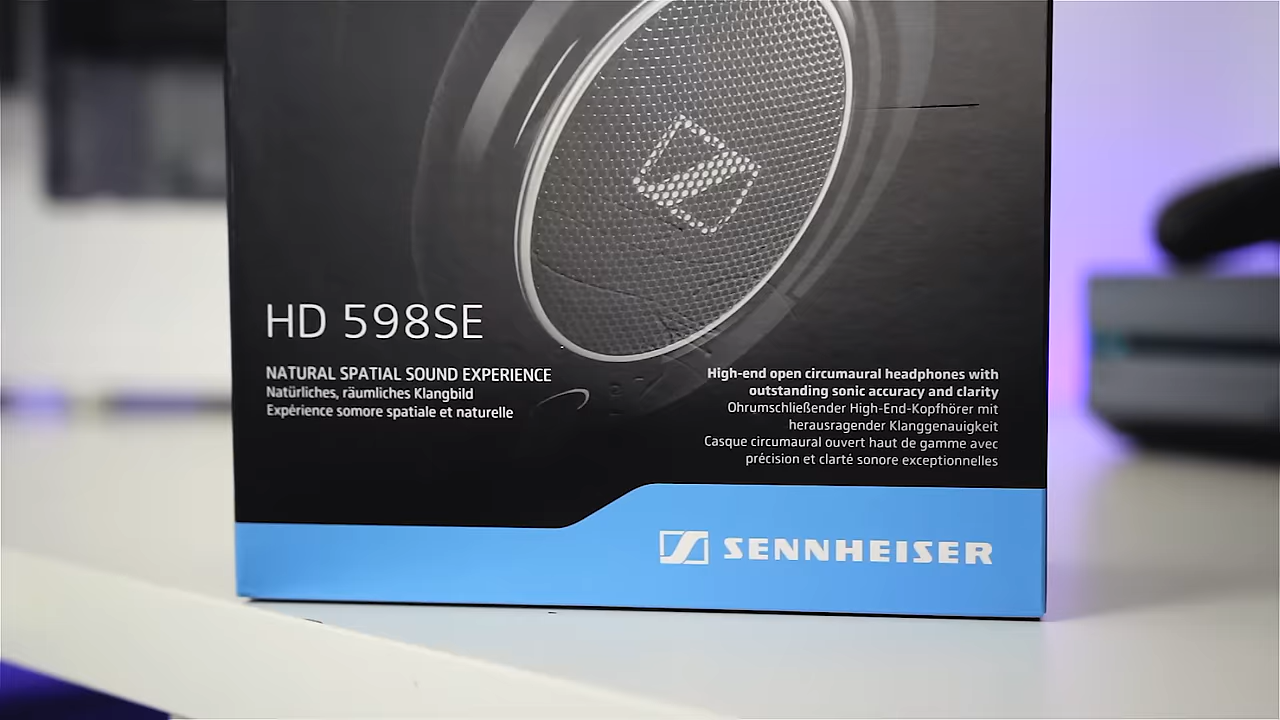 HD 598SE
NATURAL SPATIAL SOUND EXPERIENCE
Natürliches, räumliches Klangbild
Expérience somore spatiale et naturelle
High-end open circumaural headphones with
outstanding sonic accuracy and clarity
Ohrumschließender High-End-Kopfhörer mit
herausragender Klanggenauigkeit
Casque circumaural ouvert haut de gamme avec
précision et clarté sonore exceptionnelles
SENNHEISER